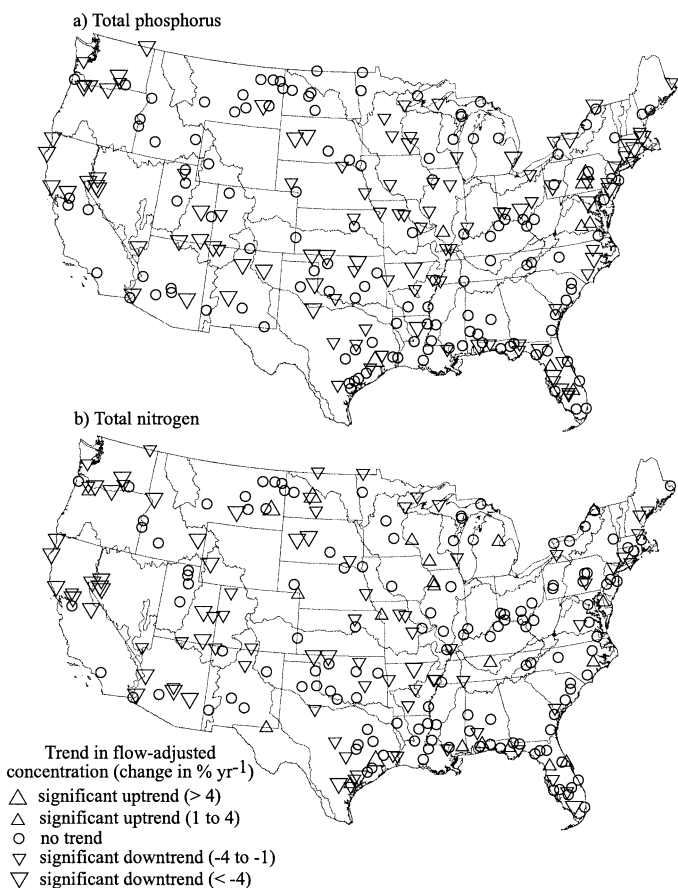 a) Total phosphorus
b) Total nitrogen
Trend in flow-adjusted
concentration (change in % yr-1)
significant uptrend (> 4)
significant uptrend (1 to 4)
no trend
significant downtrend (-4 to -1)
significant downtrend (< -4)